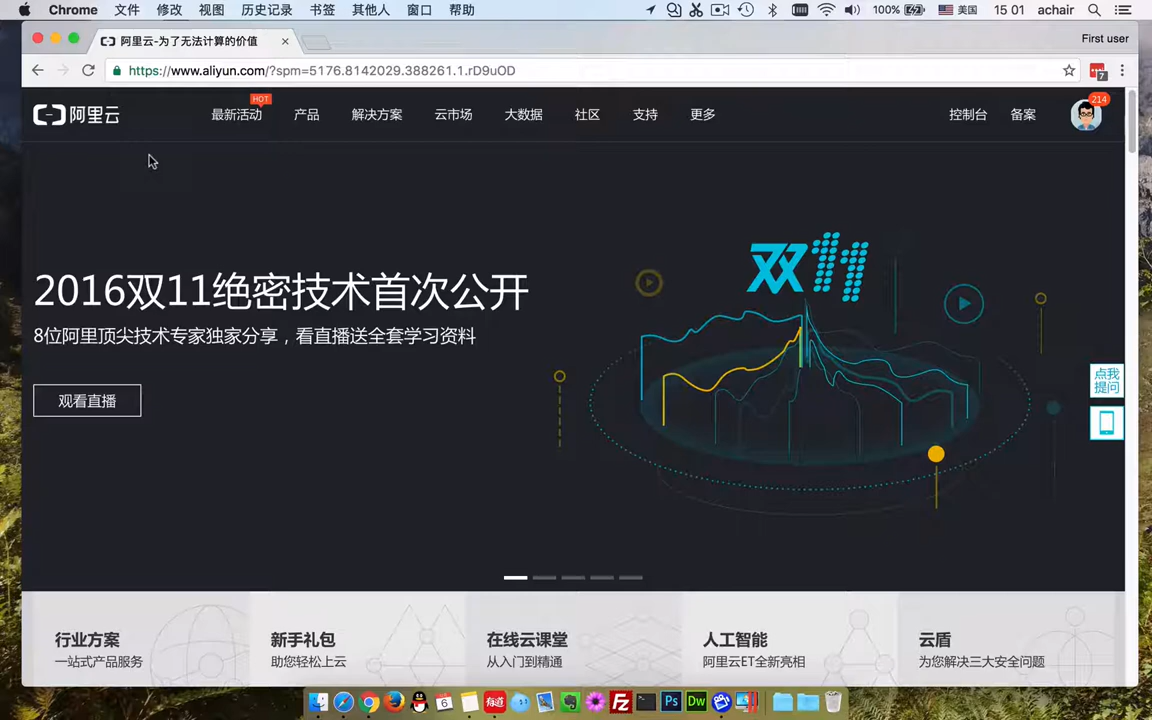 Chrome 文件 修改 视图 历史记录 书签 其他人 窗口 帮助 100% 美国 15 01 achair
阿里云-为了无法计算的价值 First user
https://www.aliyun.com/?spm=5176.8142029.388261.1.rD9uOD 7
阿里云 最新活动 HOT 产品 解决方案 云市场 大数据 社区 支持 更多 控制台 备案 214
双11
2016双11绝密技术首次公开
8位阿里顶尖技术专家独家分享，看直播送全套学习资料
观看直播
点我
提问
行业方案 新手礼包 在线云课堂 人工智能 云盾
一站式产品服务 助您轻松上云 从入门到精通 阿里云ET全新亮相 为您解决三大安全问题
6 有道 Fz Ps Dw